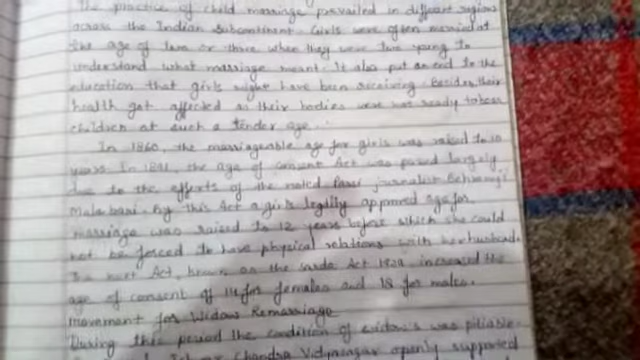 The practice of child marriage prevailed in different regions
across the Indian Subcontinent. Girls were often married at
the age of two or three when they were too young to
understand what marriage meant. It also put an end to the
education that girls might have been receiving. Besides, their
health got affected as their bodies were not ready to bear
children at such a tender age.
In 1860, the marriageable age for girls was raised to 10
years. In 1891, the age of consent Act was passed largely
due to the efforts of the noted Parsi journalist Behramji
Malabari. By this Act a girls legally approved age for
marriage was raised to 12 years before which she could
not be forced to have physical relations with her husband.
The next Act, known as the Sarda Act 1929, increased the
age of consent of 14 for females and 18 for males.
Movement for Widows Remarriage
During this period the condition of widow's was pitiable.
Chandra Vidyasagar openly supported